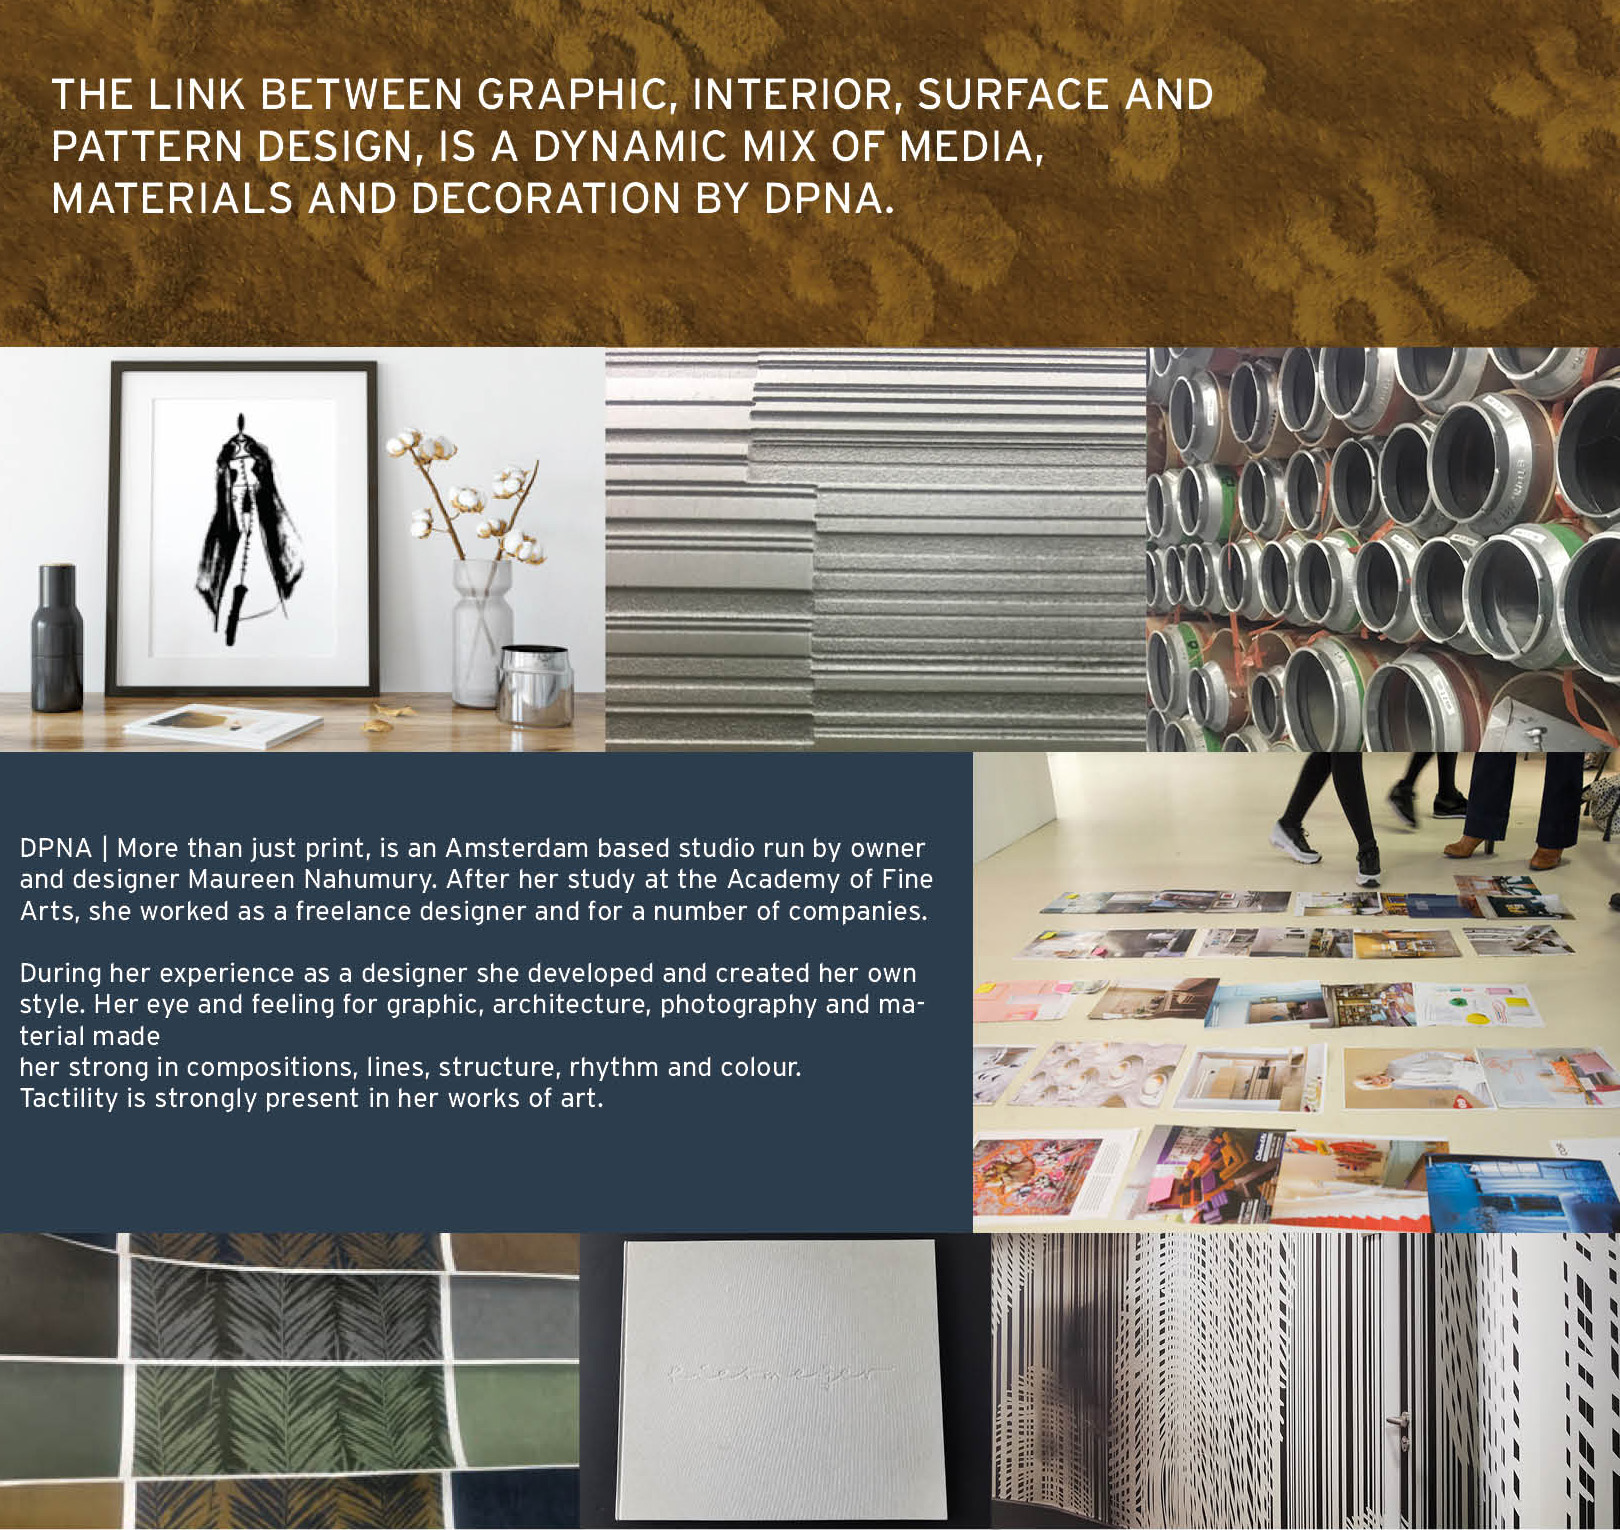 THE LINK BETWEEN GRAPHIC, INTERIOR, SURFACE AND
PATTERN DESIGN, IS A DYNAMIC MIX OF MEDIA,
MATERIALS AND DECORATION BY DPNA.
DPNA | More than just print, is an Amsterdam based studio run by owner
and designer Maureen Nahumury. After her study at the Academy of Fine
Arts, she worked as a freelance designer and for a number of companies.
During her experience as a designer she developed and created her own
style. Her eye and feeling for graphic, architecture, photography and ma-
terial made
her strong in compositions, lines, structure, rhythm and colour.
Tactility is strongly present in her works of art.